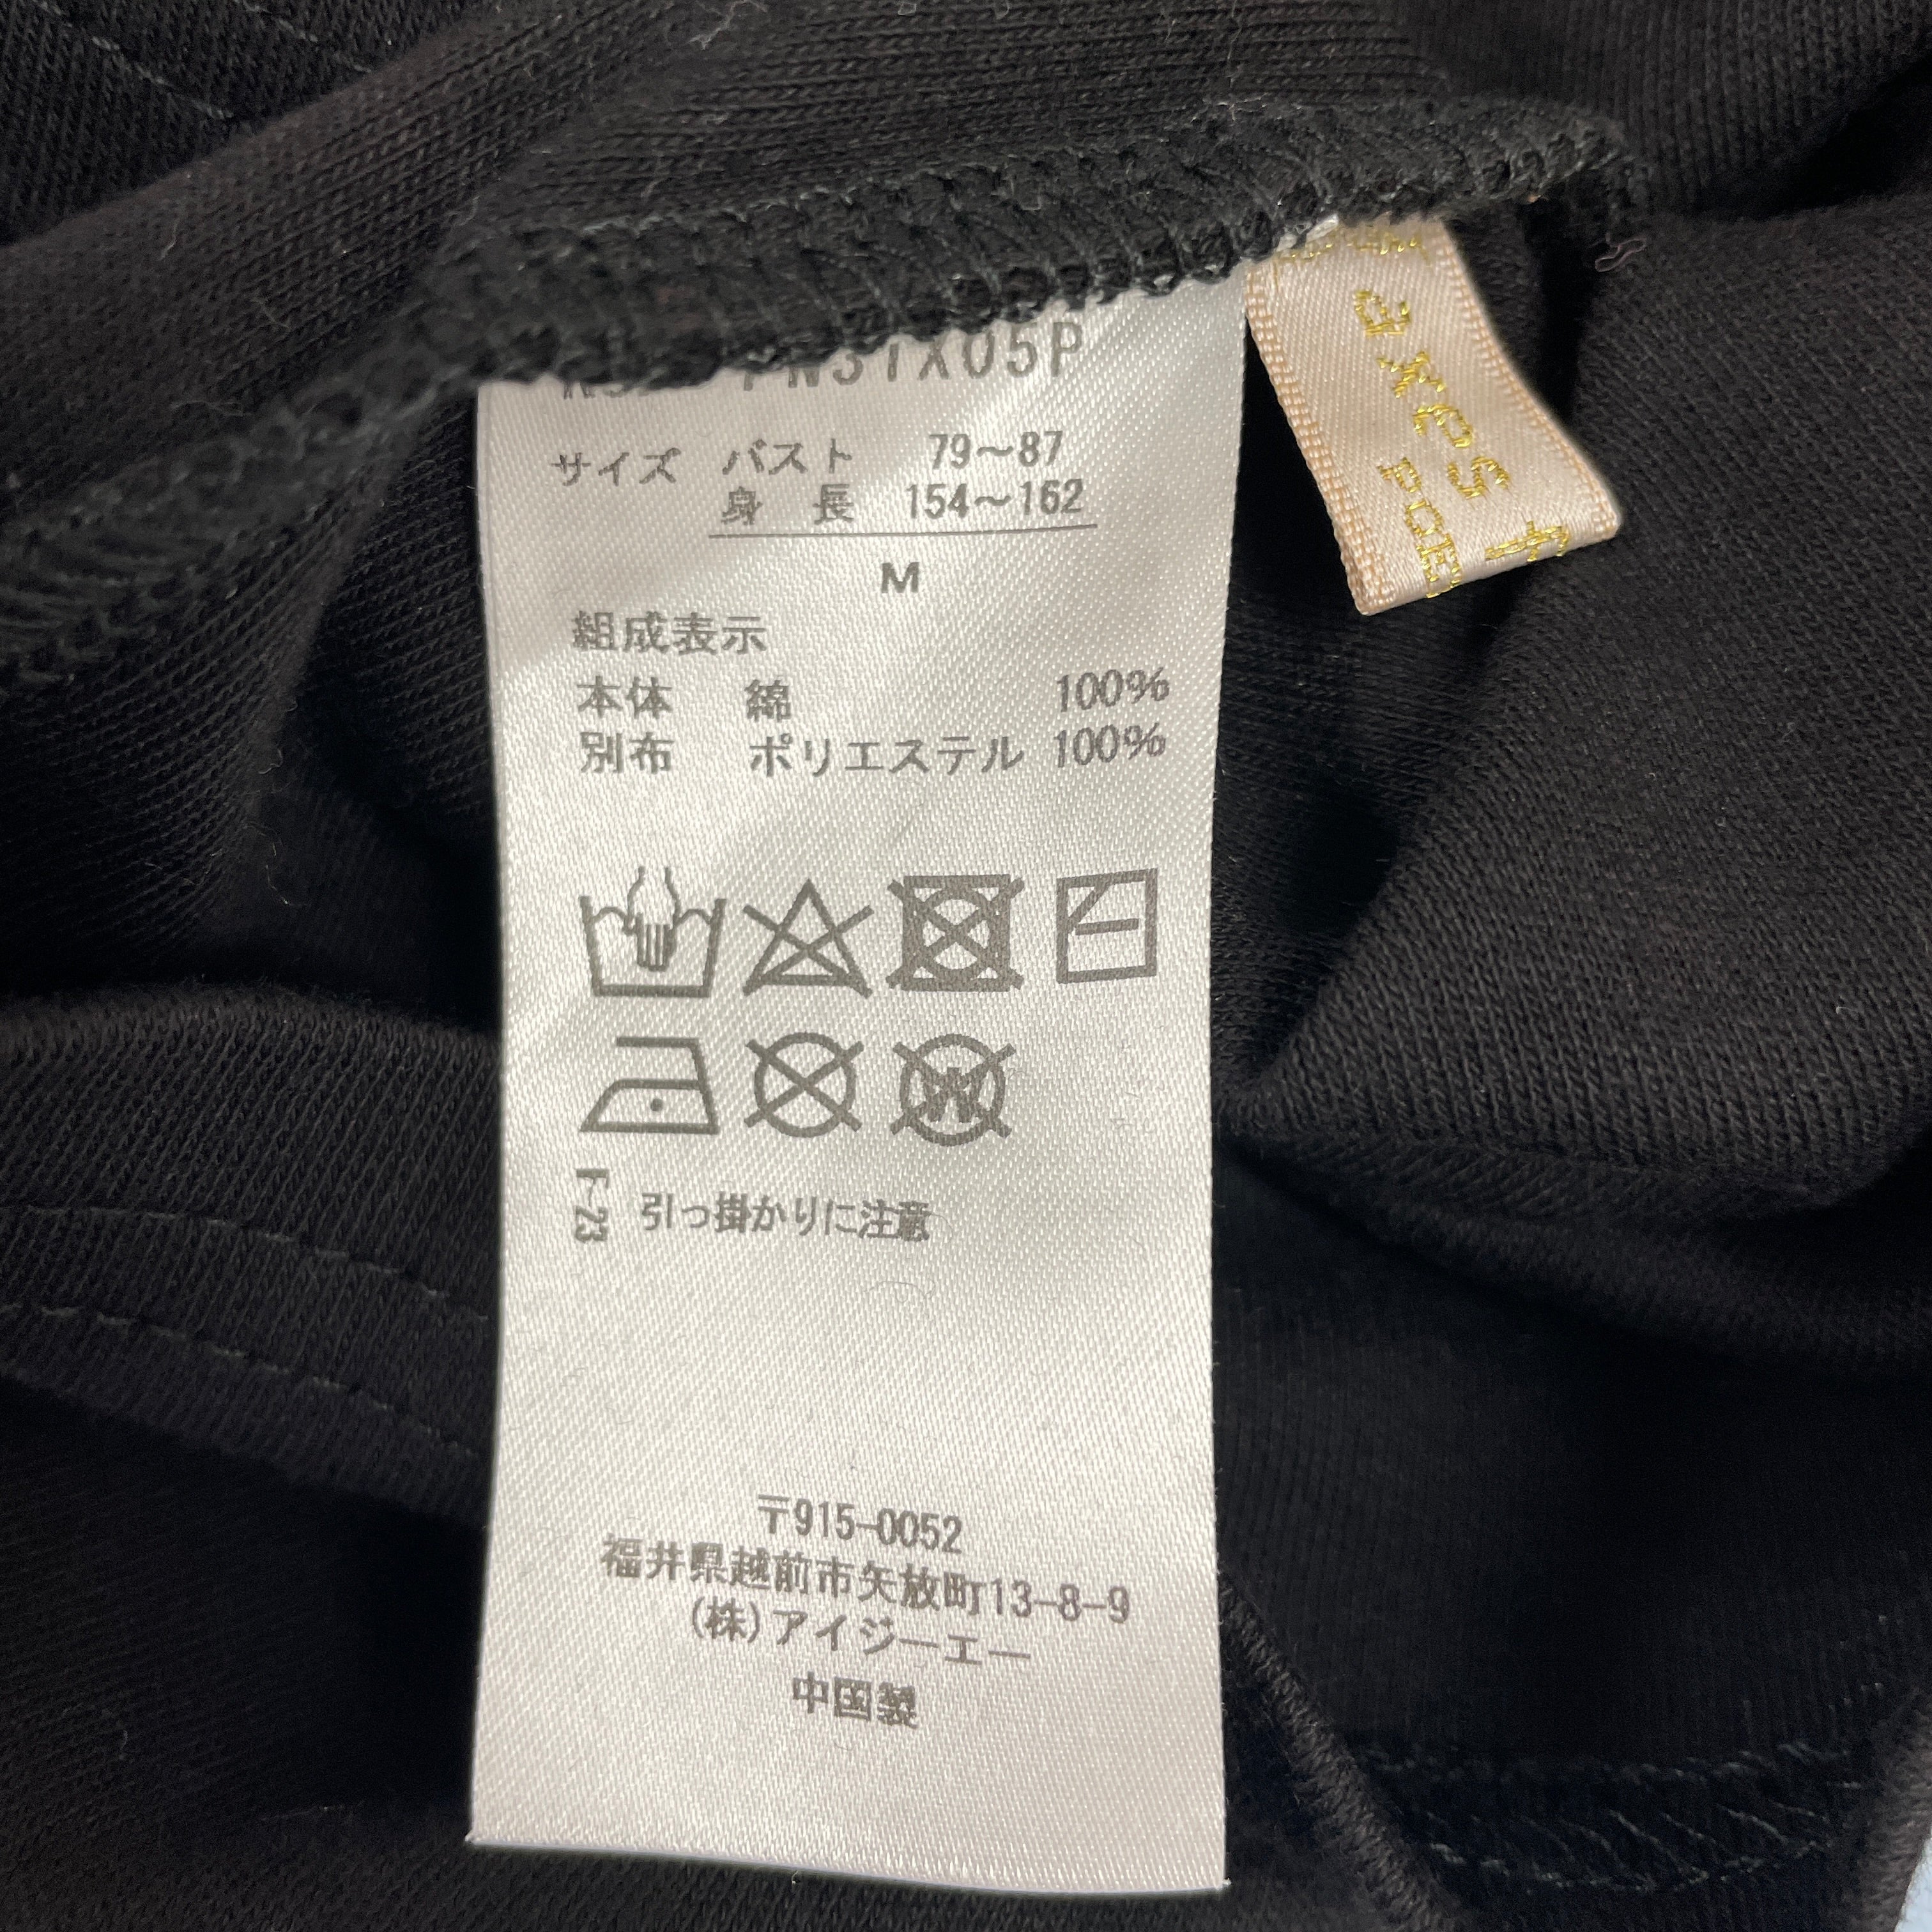 サイズ バスト 79~87
身 長 154~162
M
組成表示
本体 綿 100%
別布 ポリエステル 100%
W
F-23 引っ掛かりに注意
〒915-0052
福井県越前市矢放町13-8-9
(株)アイジーエー
中国製
axes f
POE